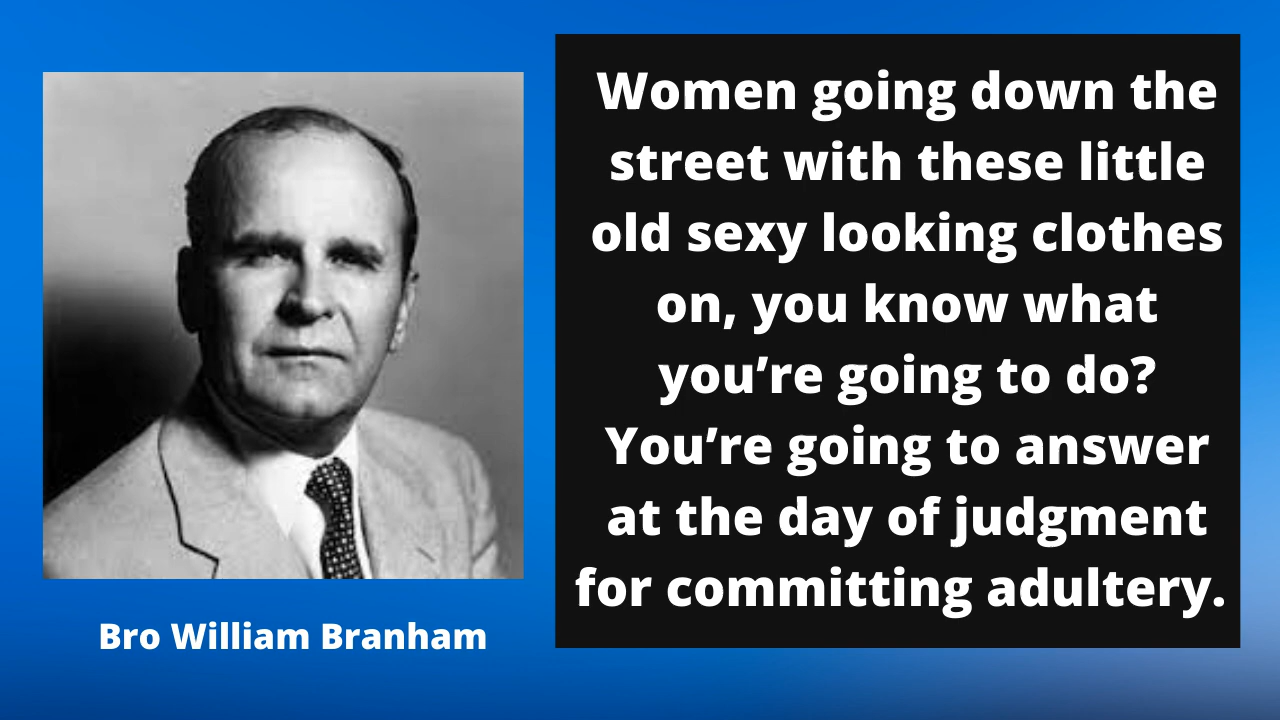 Women going down the
street with these little
old sexy looking clothes
on, you know what
you’re going to do?
You’re going to answer
at the day of judgment
for committing adultery.
Bro William Branham